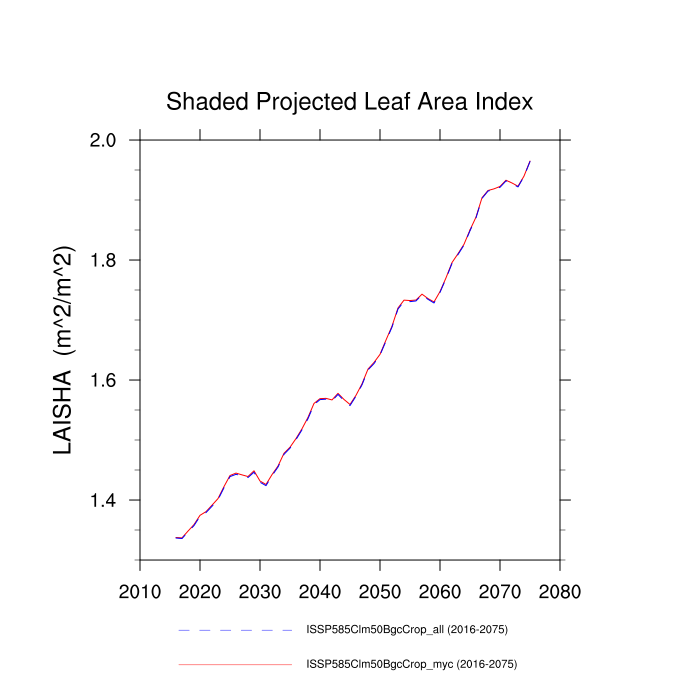 Shaded Projected Leaf Area Index
2.0
1.8
1.6
1.4
LAISHA (m^2/m^2)
2010 2020 2030 2040 2050 2060 2070 2080
ISSP585Clm50BgcCrop_all (2016-2075)
ISSP585Clm50BgcCrop_myc (2016-2075)